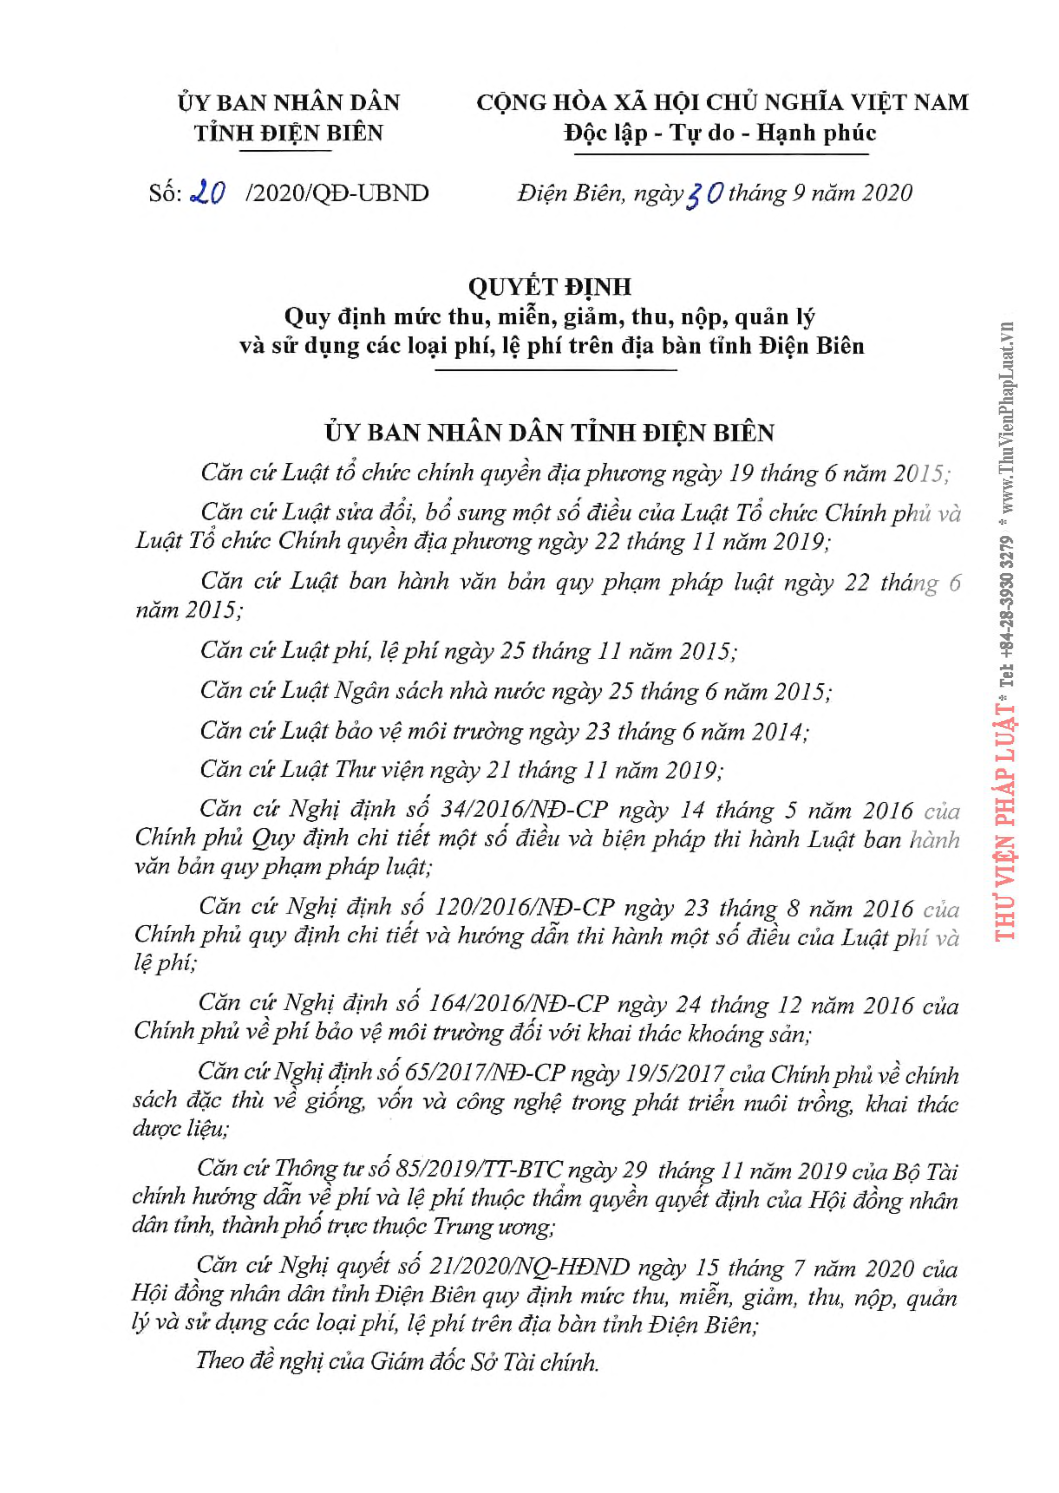 ỦY BAN NHÂN DÂN
TỈNH ĐIỆN BIÊN
CỘNG HÒA XÃ HỘI CHỦ NGHĨA VIỆT NAM
Độc lập - Tự do - Hạnh phúc
Số: 20 /2020/QĐ-UBND
Điện Biên, ngày 30 tháng 9 năm 2020
QUYẾT ĐỊNH
Quy định mức thu, miễn, giảm, thu, nộp, quản lý
và sử dụng các loại phí, lệ phí trên địa bàn tỉnh Điện Biên
ỦY BAN NHÂN DÂN TỈNH ĐIỆN BIÊN
Căn cứ Luật tổ chức chính quyền địa phương ngày 19 tháng 6 năm 2015;
Căn cứ Luật sửa đổi, bổ sung một số điều của Luật Tổ chức Chính phủ và
Luật Tổ chức Chính quyền địa phương ngày 22 tháng 11 năm 2019;
Căn cứ Luật ban hành văn bản quy phạm pháp luật ngày 22 tháng 6
năm 2015;
Căn cứ Luật phí, lệ phí ngày 25 tháng 11 năm 2015;
Căn cứ Luật Ngân sách nhà nước ngày 25 tháng 6 năm 2015;
Căn cứ Luật bảo vệ môi trường ngày 23 tháng 6 năm 2014;
Căn cứ Luật Thư viện ngày 21 tháng 11 năm 2019;
Căn cứ Nghị định số 34/2016/NĐ-CP ngày 14 tháng 5 năm 2016 của
Chính phủ Quy định chi tiết một số điều và biện pháp thi hành Luật ban hành
văn bản quy phạm pháp luật;
Căn cứ Nghị định số 120/2016/NĐ-CP ngày 23 tháng 8 năm 2016 của
Chính phủ quy định chi tiết và hướng dẫn thi hành một số điều của Luật phí và
lệ phí;
Căn cứ Nghị định số 164/2016/NĐ-CP ngày 24 tháng 12 năm 2016 của
Chính phủ về phí bảo vệ môi trường đối với khai thác khoáng sản;
Căn cứ Nghị định số 65/2017/NĐ-CP ngày 19/5/2017 của Chính phủ về chính
sách đặc thù về giống, vốn và công nghệ trong phát triển nuôi trồng, khai thác
dược liệu;
Căn cứ Thông tư số 85/2019/TT-BTC ngày 29 tháng 11 năm 2019 của Bộ Tài
chính hướng dẫn về phí và lệ phí thuộc thẩm quyền quyết định của Hội đồng nhân
dân tỉnh, thành phố trực thuộc Trung ương;
Căn cứ Nghị quyết số 21/2020/NQ-HĐND ngày 15 tháng 7 năm 2020 của
Hội đồng nhân dân tỉnh Điện Biên quy định mức thu, miễn, giảm, thu, nộp, quản
lý và sử dụng các loại phí, lệ phí trên địa bàn tỉnh Điện Biên;
Theo đề nghị của Giám đốc Sở Tài chính.
THƯ VIỆN PHÁP LUẬT * Tel: +84-28-3930 3279 * www.ThuVienPhapLuat.vn